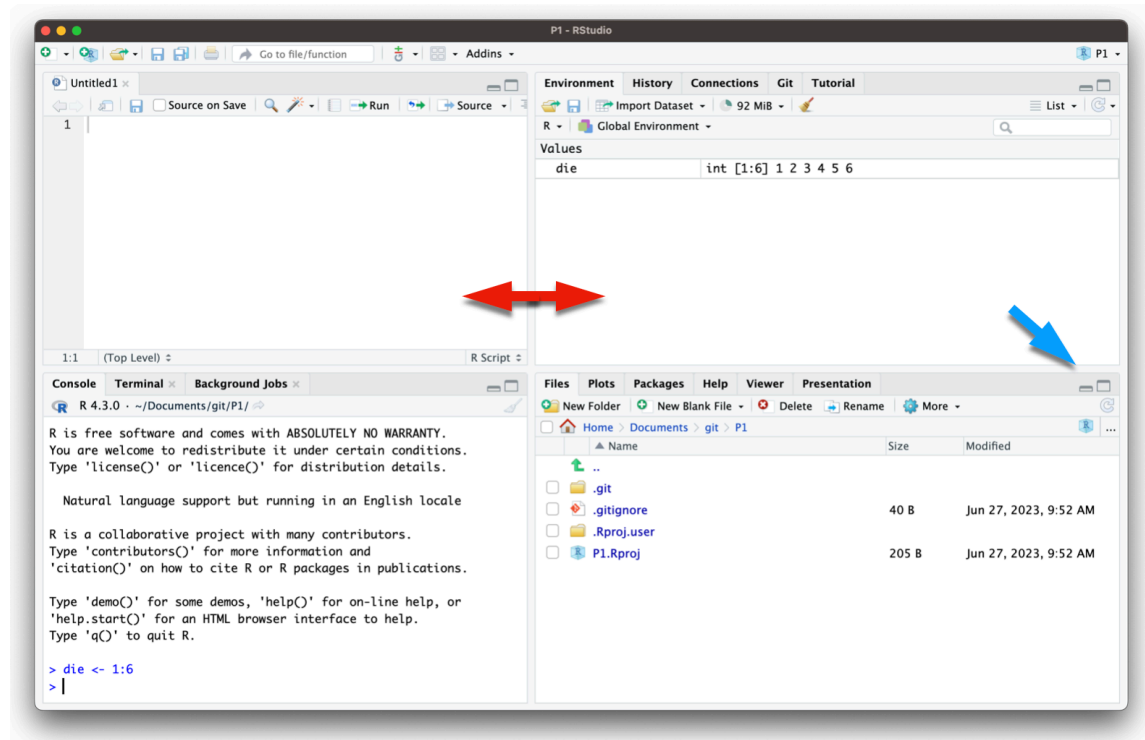 P1 - RStudio
Go to file/function
Addins
P1
Untitled1
Source on Save
Run
Source
1
1:1 (Top Level)
R Script
Environment History Connections Git Tutorial
Import Dataset
92 MiB
List
R
Global Environment
Values
die int [1:6] 1 2 3 4 5 6
Console Terminal Background Jobs
R 4.3.0 · ~/Documents/git/P1/
R is free software and comes with ABSOLUTELY NO WARRANTY.
You are welcome to redistribute it under certain conditions.
Type 'license()' or 'licence()' for distribution details.
Natural language support but running in an English locale
R is a collaborative project with many contributors.
Type 'contributors()' for more information and
'citation()' on how to cite R or R packages in publications.
Type 'demo()' for some demos, 'help()' for on-line help, or
'help.start()' for an HTML browser interface to help.
Type 'q()' to quit R.
> die <- 1:6
>
Files Plots Packages Help Viewer Presentation
New Folder New Blank File Delete Rename More
Home > Documents > git > P1 ...
Name Size Modified
..
.git
.gitignore 40 B Jun 27, 2023, 9:52 AM
.Rproj.user
P1.Rproj 205 B Jun 27, 2023, 9:52 AM